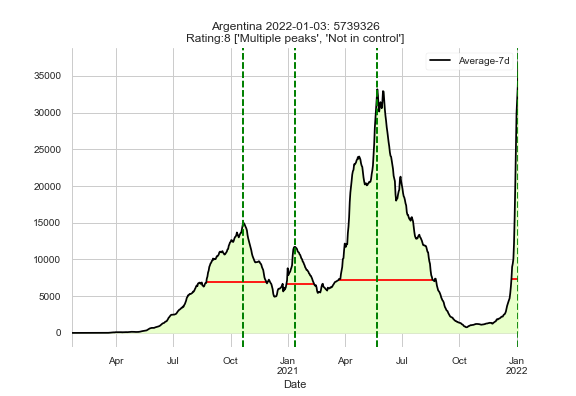 Argentina 2022-01-03: 5739326
Rating:8 ['Multiple peaks', 'Not in control']
Average-7d
35000
30000
25000
20000
15000
10000
5000
0
Apr Jul Oct Jan Apr Jul Oct Jan
2021 2022
Date